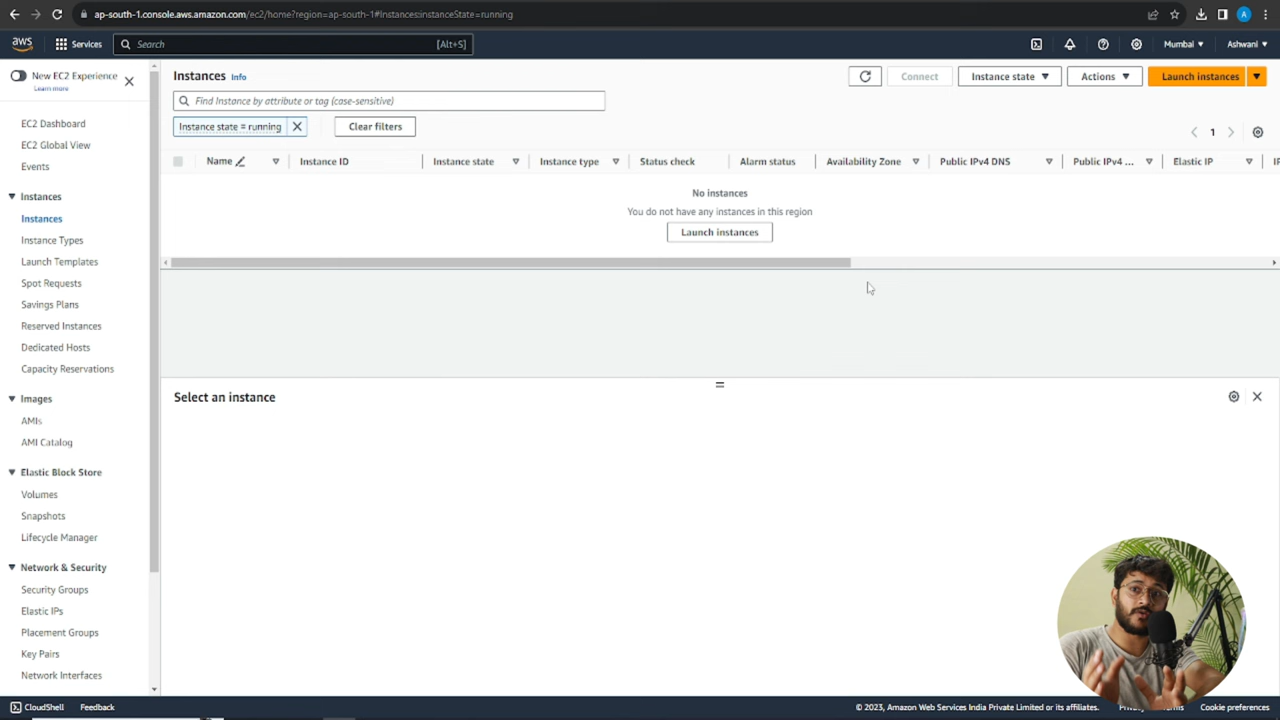 ap-south-1.console.aws.amazon.com/ec2/home?region=ap-south-1#Instances:instanceState=running
A
aws
Services
Search
[Alt+S]
Mumbai
Ashwani
New EC2 Experience
Learn more
EC2 Dashboard
EC2 Global View
Events
Instances
Instances
Instance Types
Launch Templates
Spot Requests
Savings Plans
Reserved Instances
Dedicated Hosts
Capacity Reservations
Images
AMIs
AMI Catalog
Elastic Block Store
Volumes
Snapshots
Lifecycle Manager
Network & Security
Security Groups
Elastic IPs
Placement Groups
Key Pairs
Network Interfaces
Instances Info
Connect
Instance state
Actions
Launch instances
Find Instance by attribute or tag (case-sensitive)
Instance state = running
Clear filters
1
Name Instance ID Instance state Instance type Status check Alarm status Availability Zone Public IPv4 DNS Public IPv4 ... Elastic IP
No instances
You do not have any instances in this region
Launch instances
Select an instance
CloudShell
Feedback
© 2023, Amazon Web Services India Private Limited or its affiliates.
Cookie preferences